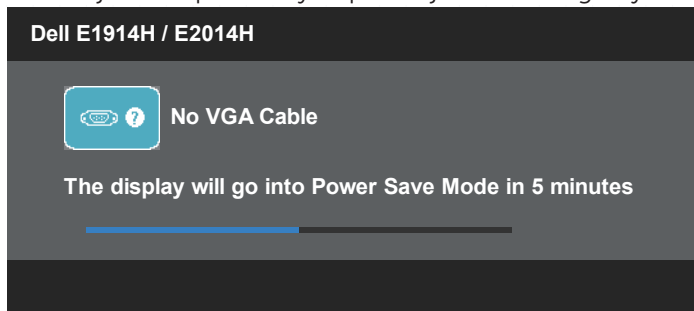 Dell E1914H / E2014H
?
No VGA Cable
The display will go into Power Save Mode in 5 minutes